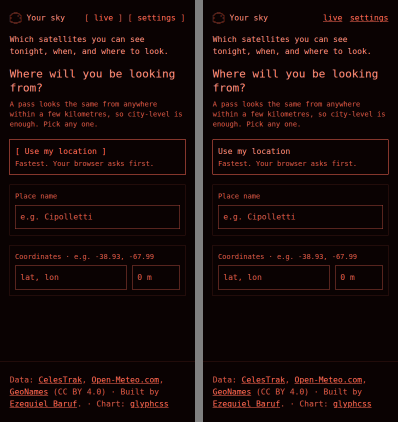 Your sky [ live ] [ settings ]
Which satellites you can see
tonight, when, and where to look.
Where will you be looking
from?
A pass looks the same from anywhere
within a few kilometres, so city-level is
enough. Pick any one.
[ Use my location ]
Fastest. Your browser asks first.
Place name
e.g. Cipolletti
Coordinates · e.g. -38.93, -67.99
lat, lon 0 m
Data: CelesTrak, Open-Meteo.com,
GeoNames (CC BY 4.0) · Built by
Ezequiel Baruf. · Chart: glyphcss
Your sky live settings
Which satellites you can see
tonight, when, and where to look.
Where will you be looking
from?
A pass looks the same from anywhere
within a few kilometres, so city-level is
enough. Pick any one.
Use my location
Fastest. Your browser asks first.
Place name
e.g. Cipolletti
Coordinates · e.g. -38.93, -67.99
lat, lon 0 m
Data: CelesTrak, Open-Meteo.com,
GeoNames (CC BY 4.0) · Built by
Ezequiel Baruf. · Chart: glyphcss